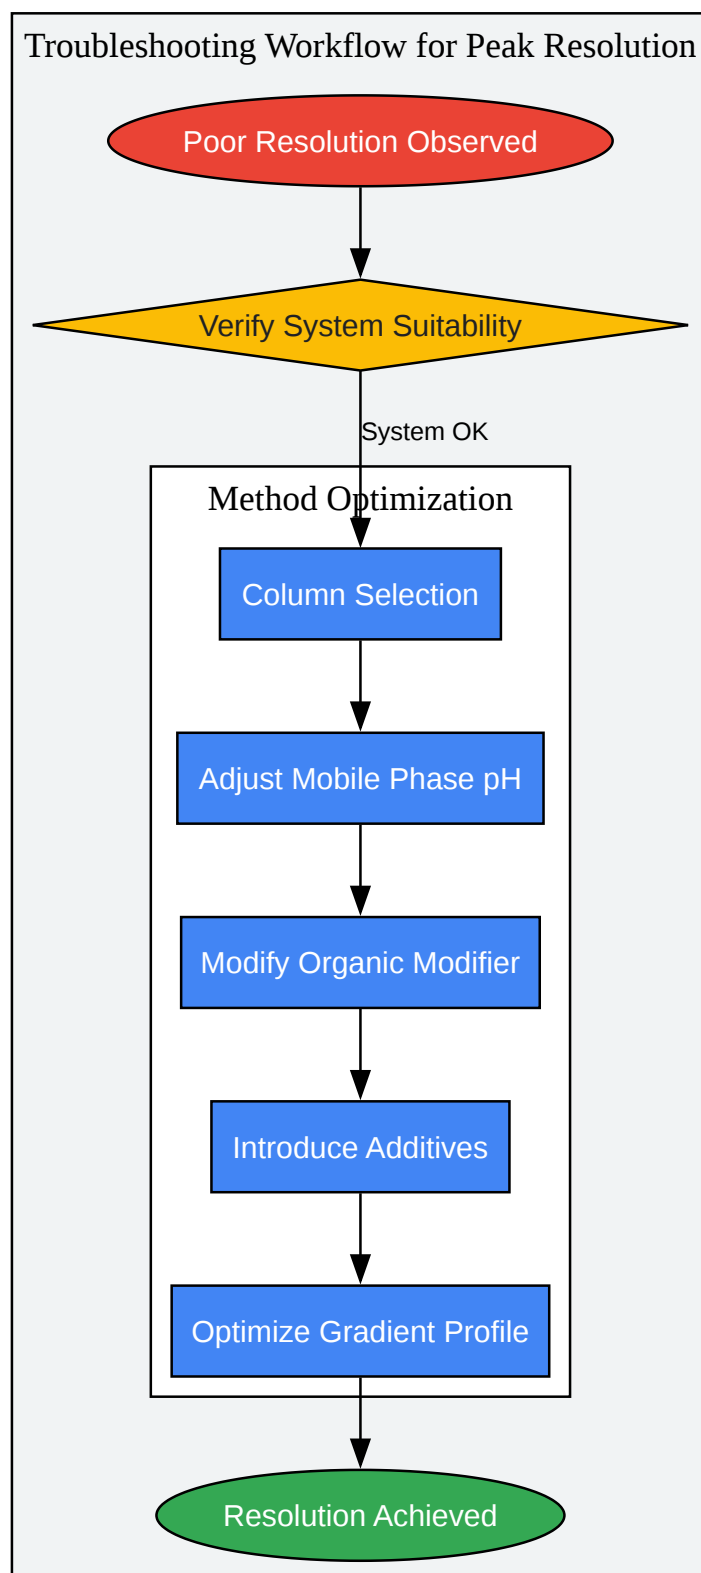 Troubleshooting Workflow for Peak Resolution
Poor Resolution Observed
Verify System Suitability
System OK
Method Optimization
Column Selection
Adjust Mobile Phase pH
Modify Organic Modifier
Introduce Additives
Optimize Gradient Profile
Resolution Achieved